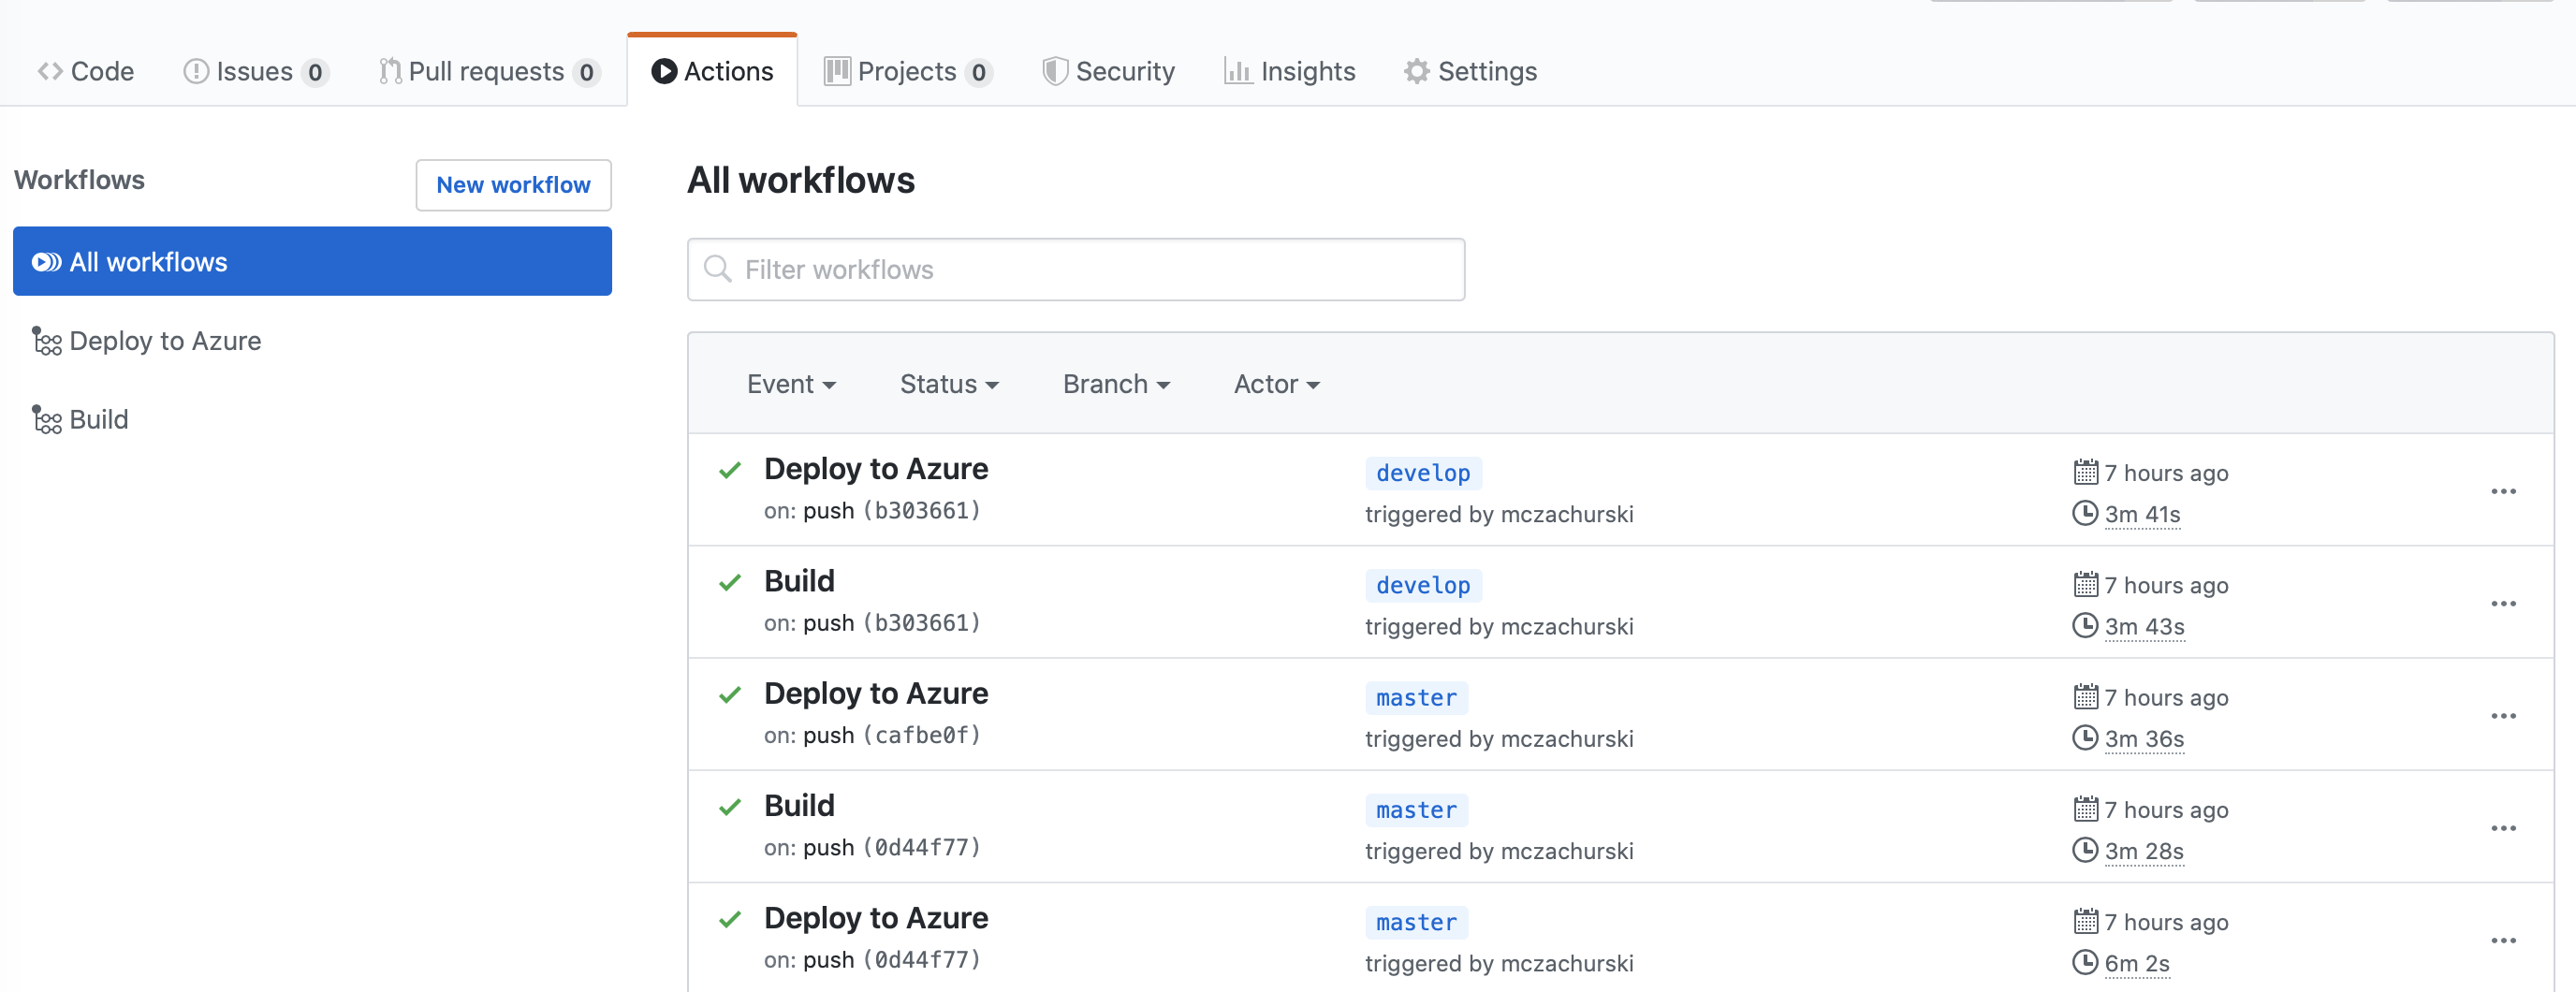 Code Issues 0 Pull requests 0 Actions Projects 0 Security Insights Settings
Workflows
New workflow
All workflows
Deploy to Azure
Build
All workflows
Filter workflows
Event Status Branch Actor
Deploy to Azure
on: push (b303661)
develop
triggered by mczachurski
7 hours ago
3m 41s
Build
on: push (b303661)
develop
triggered by mczachurski
7 hours ago
3m 43s
Deploy to Azure
on: push (cafbe0f)
master
triggered by mczachurski
7 hours ago
3m 36s
Build
on: push (0d44f77)
master
triggered by mczachurski
7 hours ago
3m 28s
Deploy to Azure
on: push (0d44f77)
master
triggered by mczachurski
7 hours ago
6m 2s